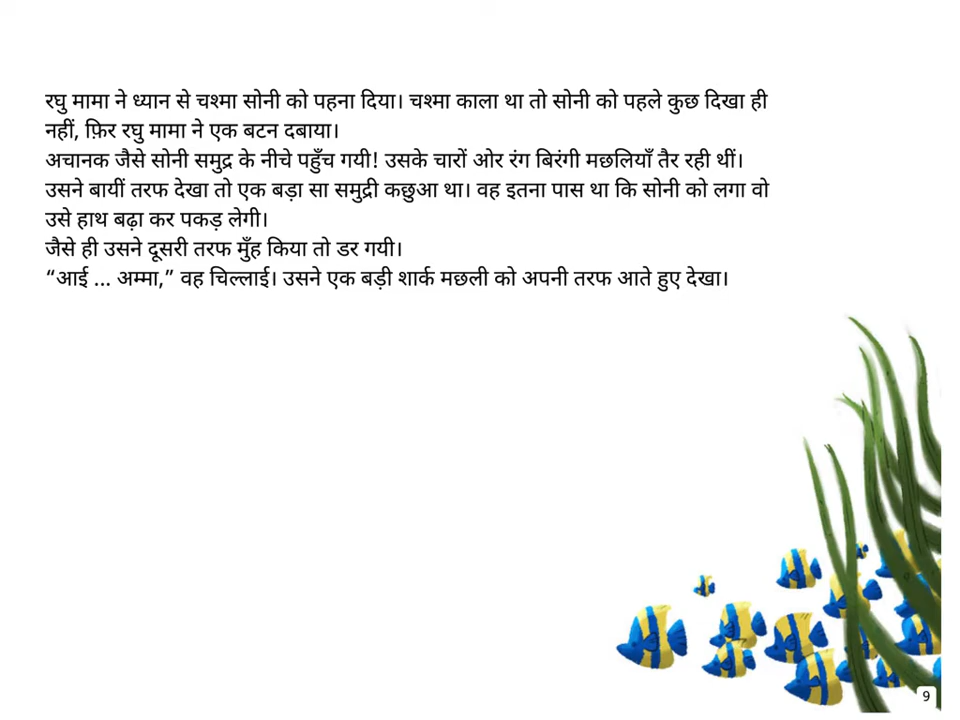 रघु मामा ने ध्यान से चश्मा सोनी को पहना दिया। चश्मा काला था तो सोनी को पहले कुछ दिखा ही
नहीं, फ़िर रघु मामा ने एक बटन दबाया।
अचानक जैसे सोनी समुद्र के नीचे पहुँच गयी! उसके चारों ओर रंग बिरंगी मछलियाँ तैर रही थीं।
उसने बायीं तरफ देखा तो एक बड़ा सा समुद्री कछुआ था। वह इतना पास था कि सोनी को लगा वो
उसे हाथ बढ़ा कर पकड़ लेगी।
जैसे ही उसने दूसरी तरफ मुँह किया तो डर गयी।
“आई ... अम्मा,” वह चिल्लाई। उसने एक बड़ी शार्क मछली को अपनी तरफ आते हुए देखा।
9